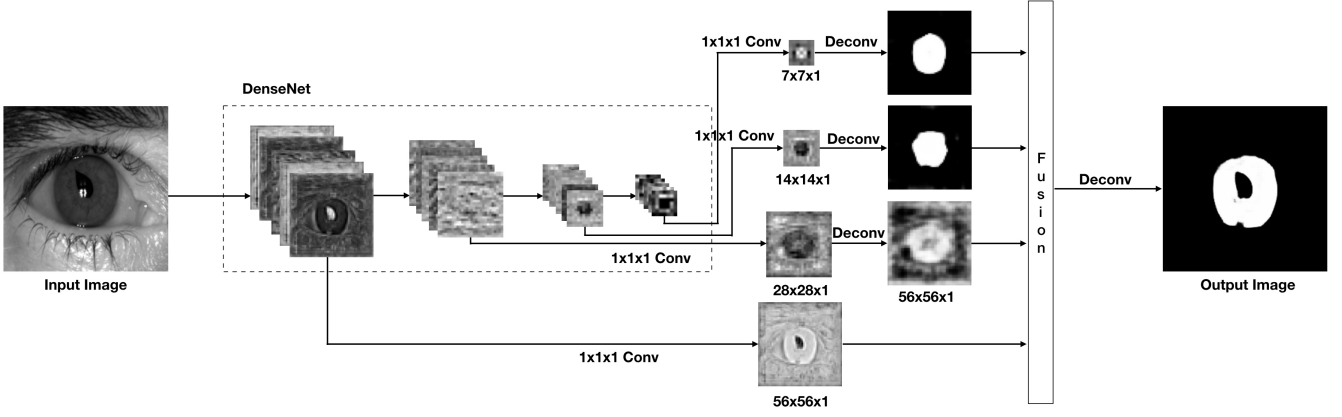 1x1x1 Conv
Deconv
7x7x1
DenseNet
1x1x1 Conv
Deconv
14x14x1
Fusion
Deconv
Input Image
1x1x1 Conv
Deconv
28x28x1
56x56x1
Output Image
1x1x1 Conv
56x56x1